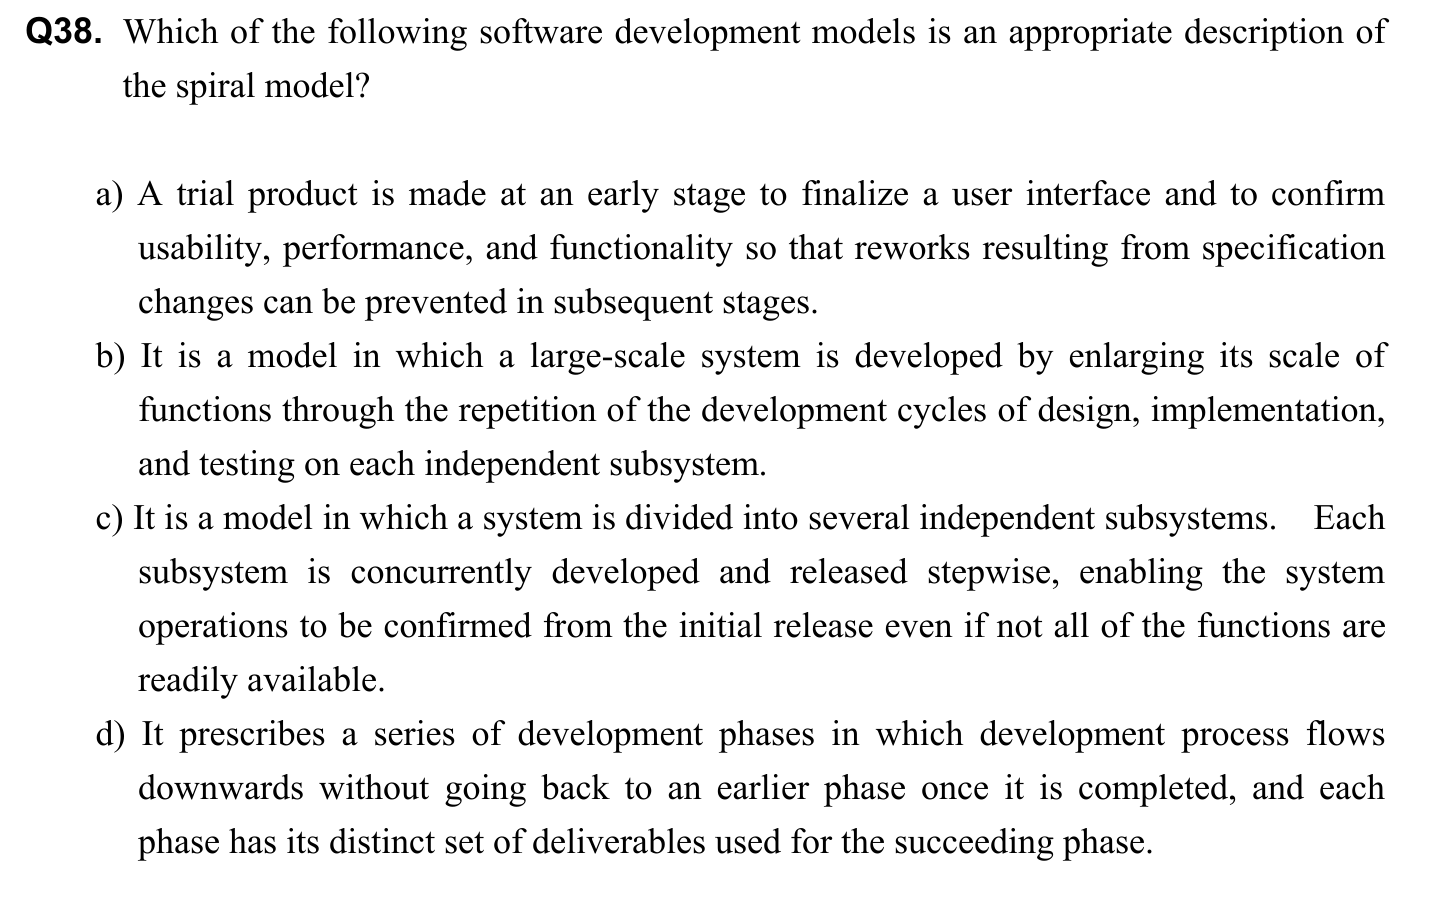 Q38. Which of the following software development models is an appropriate description of
the spiral model?
a) A trial product is made at an early stage to finalize a user interface and to confirm
usability, performance, and functionality so that reworks resulting from specification
changes can be prevented in subsequent stages.
b) It is a model in which a large-scale system is developed by enlarging its scale of
functions through the repetition of the development cycles of design, implementation,
and testing on each independent subsystem.
c) It is a model in which a system is divided into several independent subsystems. Each
subsystem is concurrently developed and released stepwise, enabling the system
operations to be confirmed from the initial release even if not all of the functions are
readily available.
d) It prescribes a series of development phases in which development process flows
downwards without going back to an earlier phase once it is completed, and each
phase has its distinct set of deliverables used for the succeeding phase.